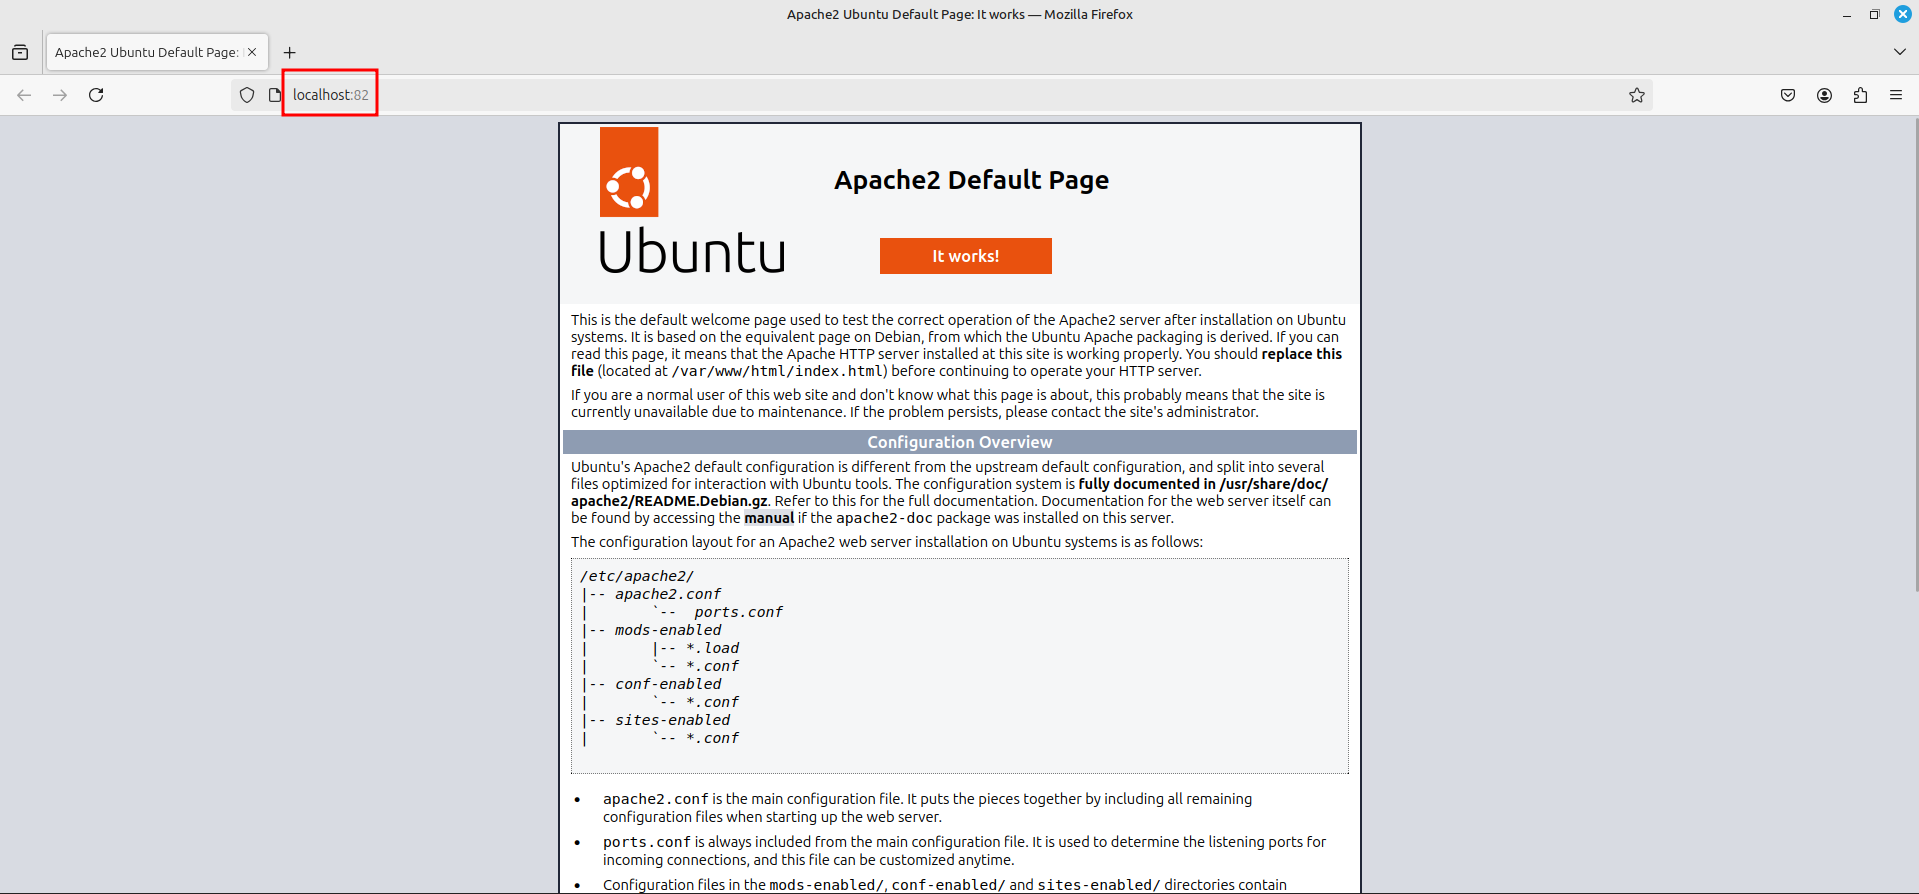 Apache2 Ubuntu Default Page: It works — Mozilla Firefox
Apache2 Ubuntu Default Page:
localhost:82
Apache2 Default Page
Ubuntu
It works!
This is the default welcome page used to test the correct operation of the Apache2 server after installation on Ubuntu
systems. It is based on the equivalent page on Debian, from which the Ubuntu Apache packaging is derived. If you can
read this page, it means that the Apache HTTP server installed at this site is working properly. You should replace this
file (located at /var/www/html/index.html) before continuing to operate your HTTP server.
If you are a normal user of this web site and don't know what this page is about, this probably means that the site is
currently unavailable due to maintenance. If the problem persists, please contact the site's administrator.
Configuration Overview
Ubuntu's Apache2 default configuration is different from the upstream default configuration, and split into several
files optimized for interaction with Ubuntu tools. The configuration system is fully documented in /usr/share/doc/
apache2/README.Debian.gz. Refer to this for the full documentation. Documentation for the web server itself can
be found by accessing the manual if the apache2-doc package was installed on this server.
The configuration layout for an Apache2 web server installation on Ubuntu systems is as follows:
/etc/apache2/
|-- apache2.conf
|       `--  ports.conf
|-- mods-enabled
|       |-- *.load
|       `-- *.conf
|-- conf-enabled
|       `-- *.conf
|-- sites-enabled
|       `-- *.conf
• apache2.conf is the main configuration file. It puts the pieces together by including all remaining
configuration files when starting up the web server.
• ports.conf is always included from the main configuration file. It is used to determine the listening ports for
incoming connections, and this file can be customized anytime.
• Configuration files in the mods-enabled/, conf-enabled/ and sites-enabled/ directories contain